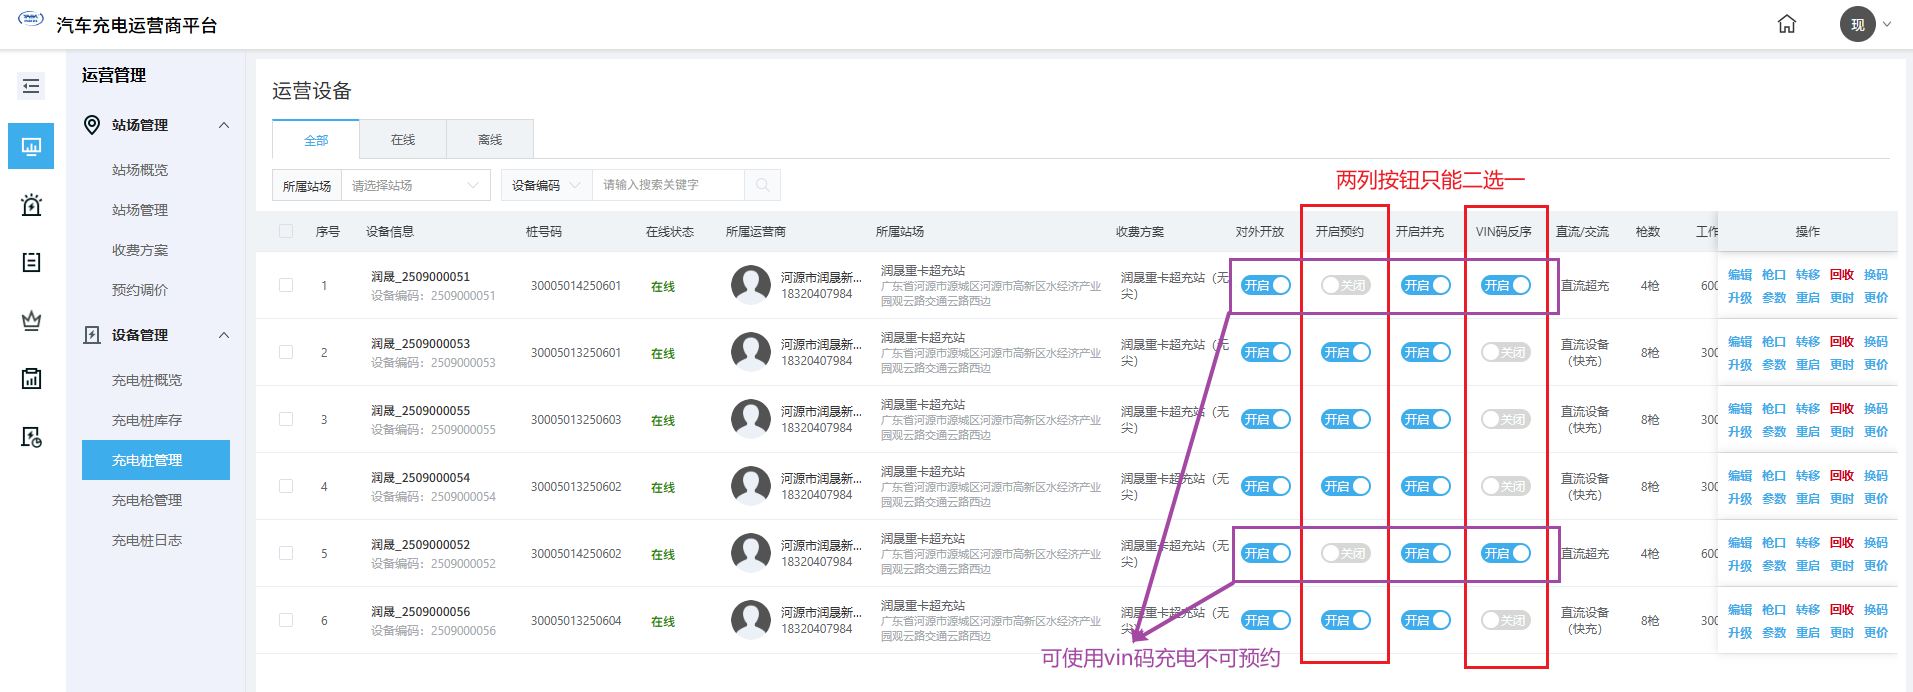 汽车充电运营商平台
现
运营管理
站场管理
站场概览
站场管理
收费方案
预约调价
设备管理
充电桩概览
充电桩库存
充电桩管理
充电枪管理
充电桩日志
运营设备
全部 在线 离线
所属站场 请选择站场 设备编码 请输入搜索关键字
两列按钮只能二选一
序号 设备信息 桩号码 在线状态 所属运营商 所属站场 收费方案 对外开放 开启预约 开启并充 VIN码反序 直流/交流 枪数 工作 操作
1 润晟_2509000051 设备编码：2509000051 30005014250601 在线 河源市润晟新... 18320407984
润晟重卡超充站
广东省河源市源城区河源市高新区水经济产业
园观云路交通云路西边
润晟重卡超充站（无
尖）
开启 关闭 开启 开启 直流超充 4枪 600
编辑 枪口 转移 回收 换码
升级 参数 重启 更时 更价
2 润晟_2509000053 设备编码：2509000053 30005013250601 在线 河源市润晟新... 18320407984
润晟重卡超充站
广东省河源市源城区河源市高新区水经济产业
园观云路交通云路西边
润晟重卡超充站（无
尖）
开启 开启 开启 关闭 直流设备（快充） 8枪 300
编辑 枪口 转移 回收 换码
升级 参数 重启 更时 更价
3 润晟_2509000055 设备编码：2509000055 30005013250603 在线 河源市润晟新... 18320407984
润晟重卡超充站
广东省河源市源城区河源市高新区水经济产业
园观云路交通云路西边
润晟重卡超充站（无
尖）
开启 开启 开启 关闭 直流设备（快充） 8枪 300
编辑 枪口 转移 回收 换码
升级 参数 重启 更时 更价
4 润晟_2509000054 设备编码：2509000054 30005013250602 在线 河源市润晟新... 18320407984
润晟重卡超充站
广东省河源市源城区河源市高新区水经济产业
园观云路交通云路西边
润晟重卡超充站（无
尖）
开启 开启 开启 关闭 直流设备（快充） 8枪 300
编辑 枪口 转移 回收 换码
升级 参数 重启 更时 更价
5 润晟_2509000052 设备编码：2509000052 30005014250602 在线 河源市润晟新... 18320407984
润晟重卡超充站
广东省河源市源城区河源市高新区水经济产业
园观云路交通云路西边
润晟重卡超充站（无
尖）
开启 关闭 开启 开启 直流超充 4枪 600
编辑 枪口 转移 回收 换码
升级 参数 重启 更时 更价
6 润晟_2509000056 设备编码：2509000056 30005013250604 在线 河源市润晟新... 18320407984
润晟重卡超充站
广东省河源市源城区河源市高新区水经济产业
园观云路交通云路西边
润晟重卡超充站（无
尖）
开启 开启 开启 关闭 直流设备（快充） 8枪 300
编辑 枪口 转移 回收 换码
升级 参数 重启 更时 更价
可使用vin码充电不可预约